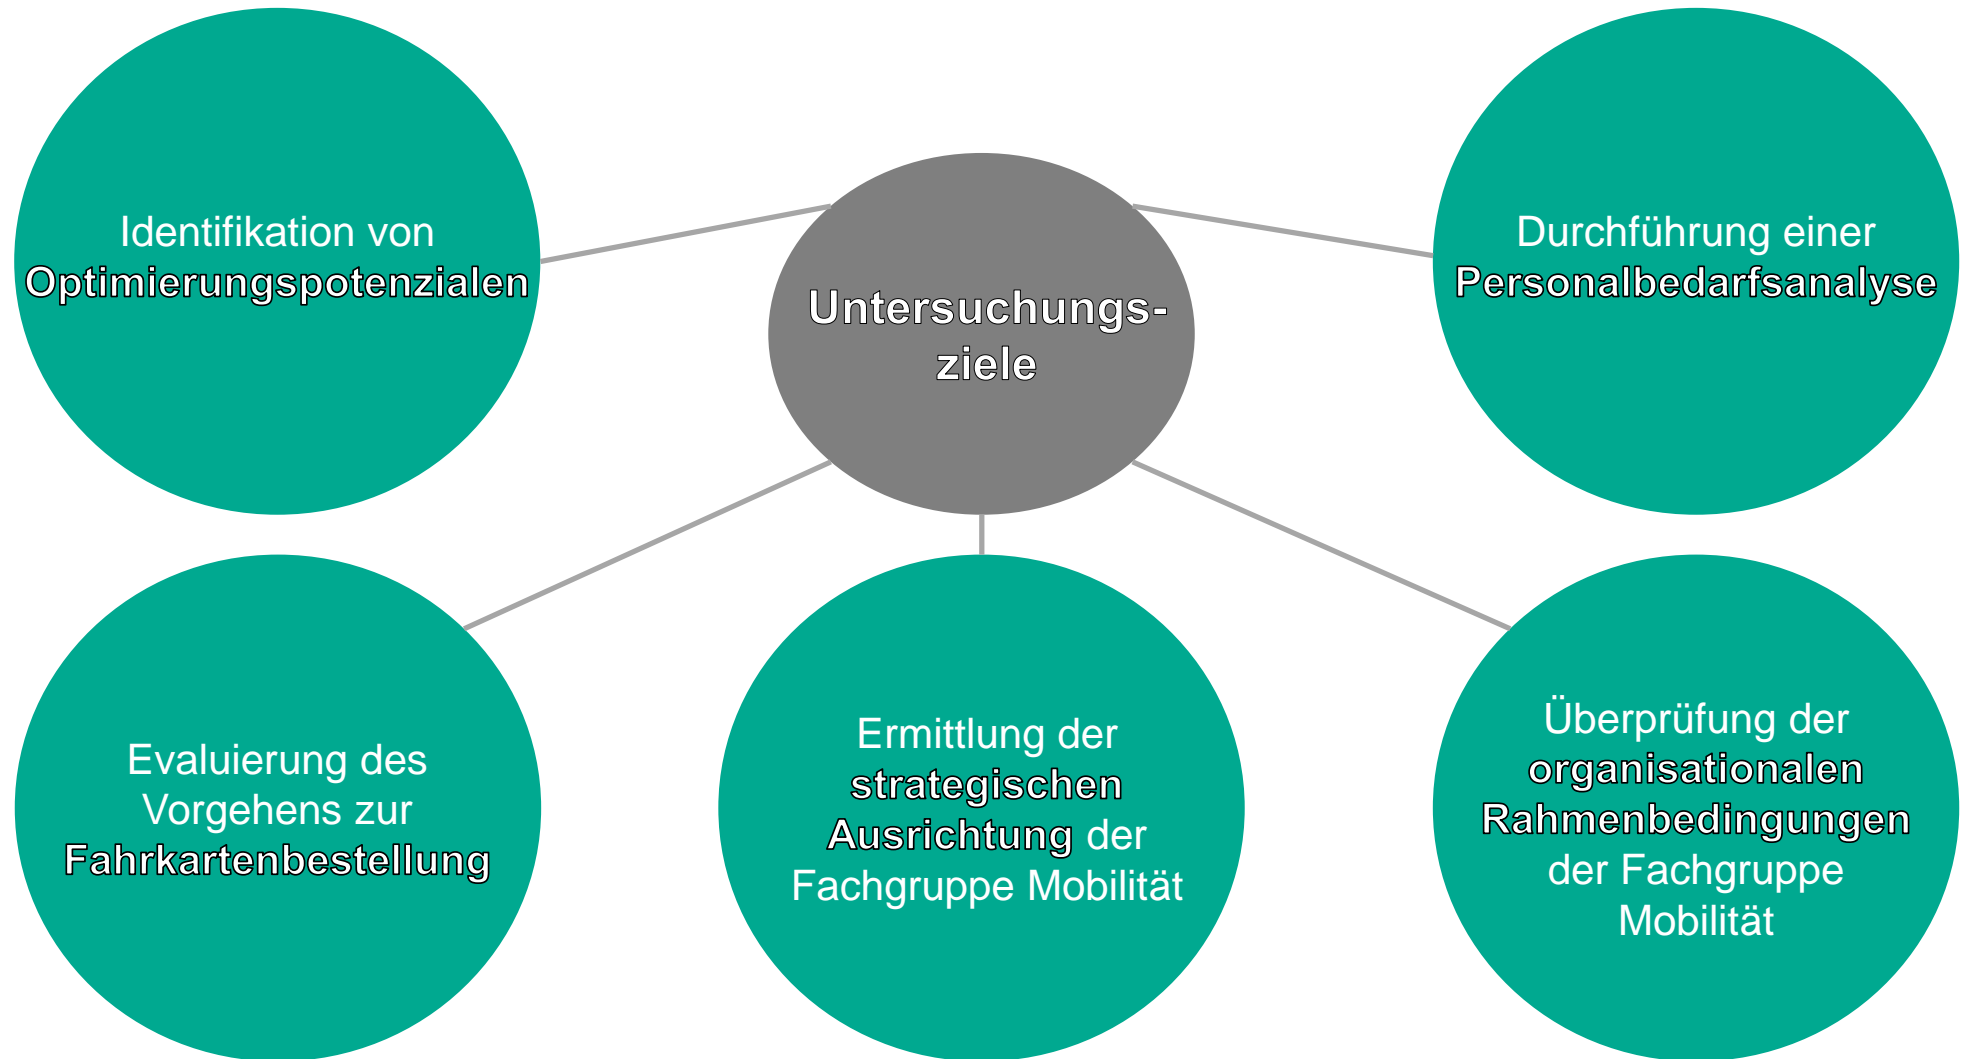 Identifikation von
Optimierungspotenzialen
Untersuchungs-
ziele
Durchführung einer
Personalbedarfsanalyse
Evaluierung des
Vorgehens zur
Fahrkartenbestellung
Ermittlung der
strategischen
Ausrichtung der
Fachgruppe Mobilität
Überprüfung der
organisationalen
Rahmenbedingungen
der Fachgruppe
Mobilität